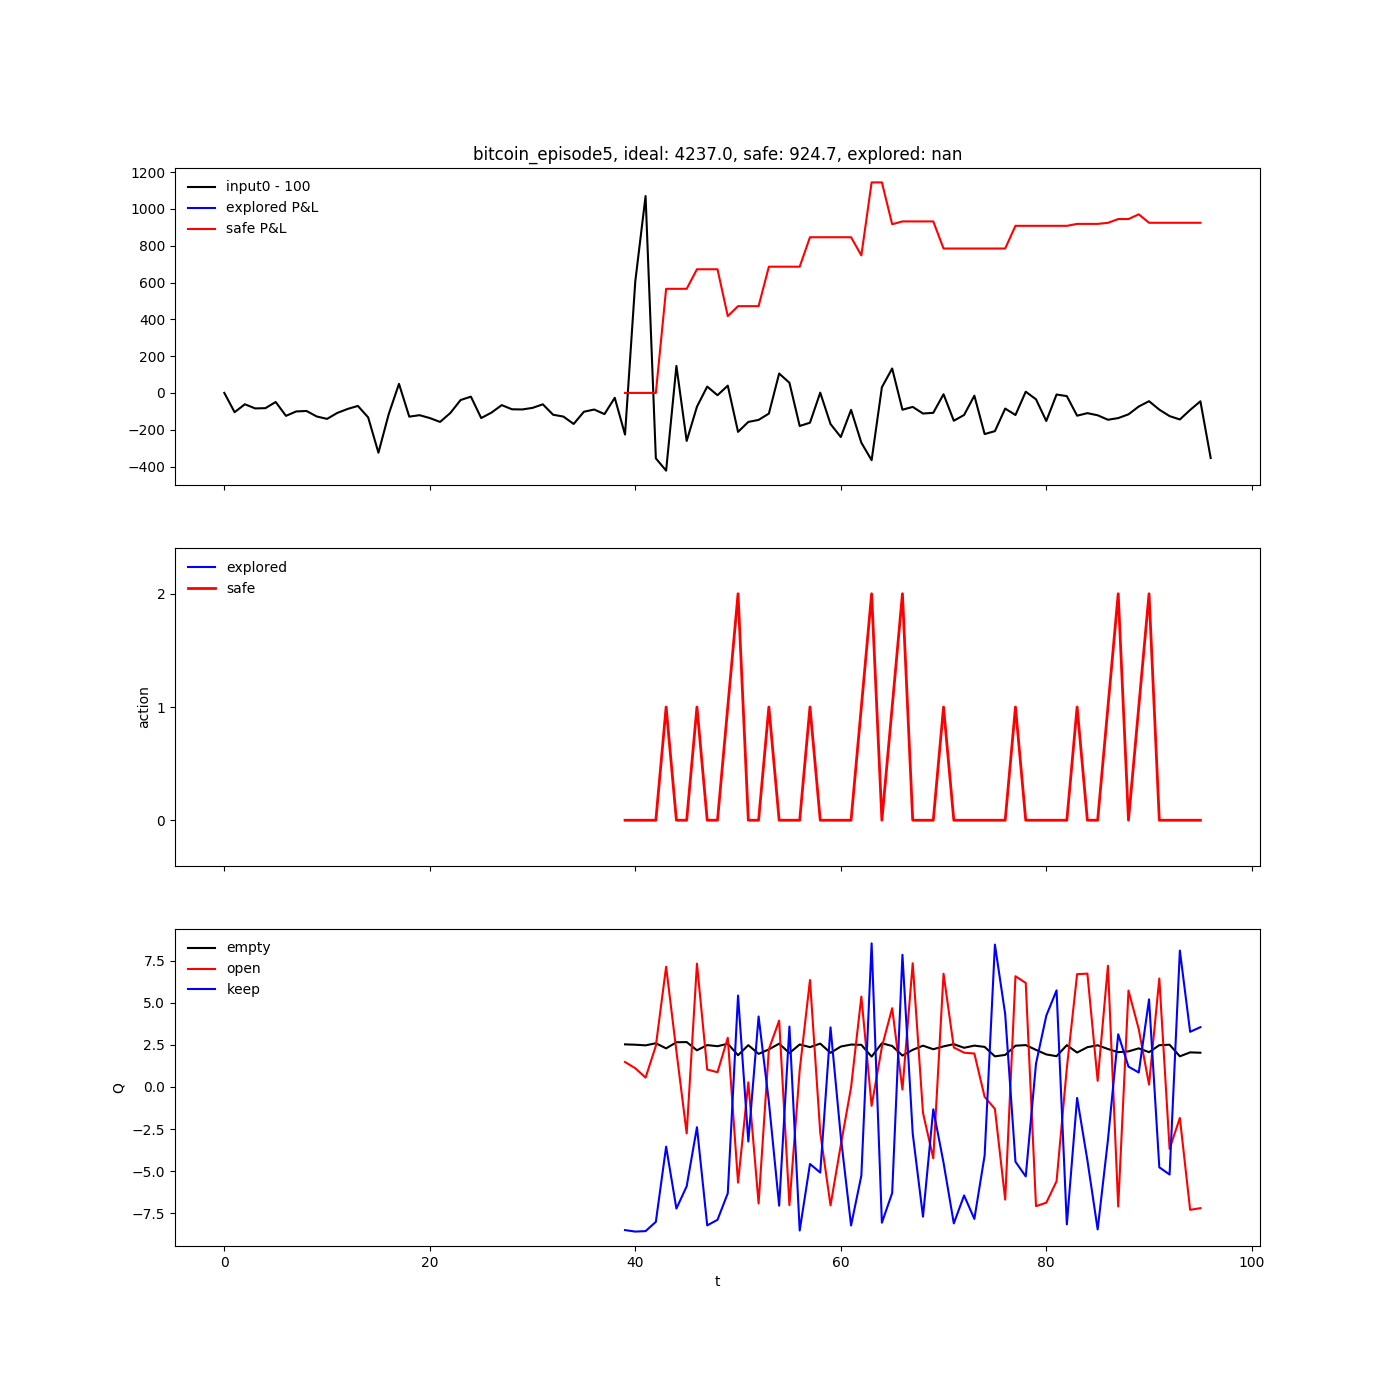 bitcoin_episode5, ideal: 4237.0, safe: 924.7, explored: nan
1200
1000
800
600
400
200
0
−200
−400
input0 - 100
explored P&L
safe P&L
action
2
1
0
explored
safe
Q
7.5
5.0
2.5
0.0
−2.5
−5.0
−7.5
empty
open
keep
0 20 40 60 80 100
t